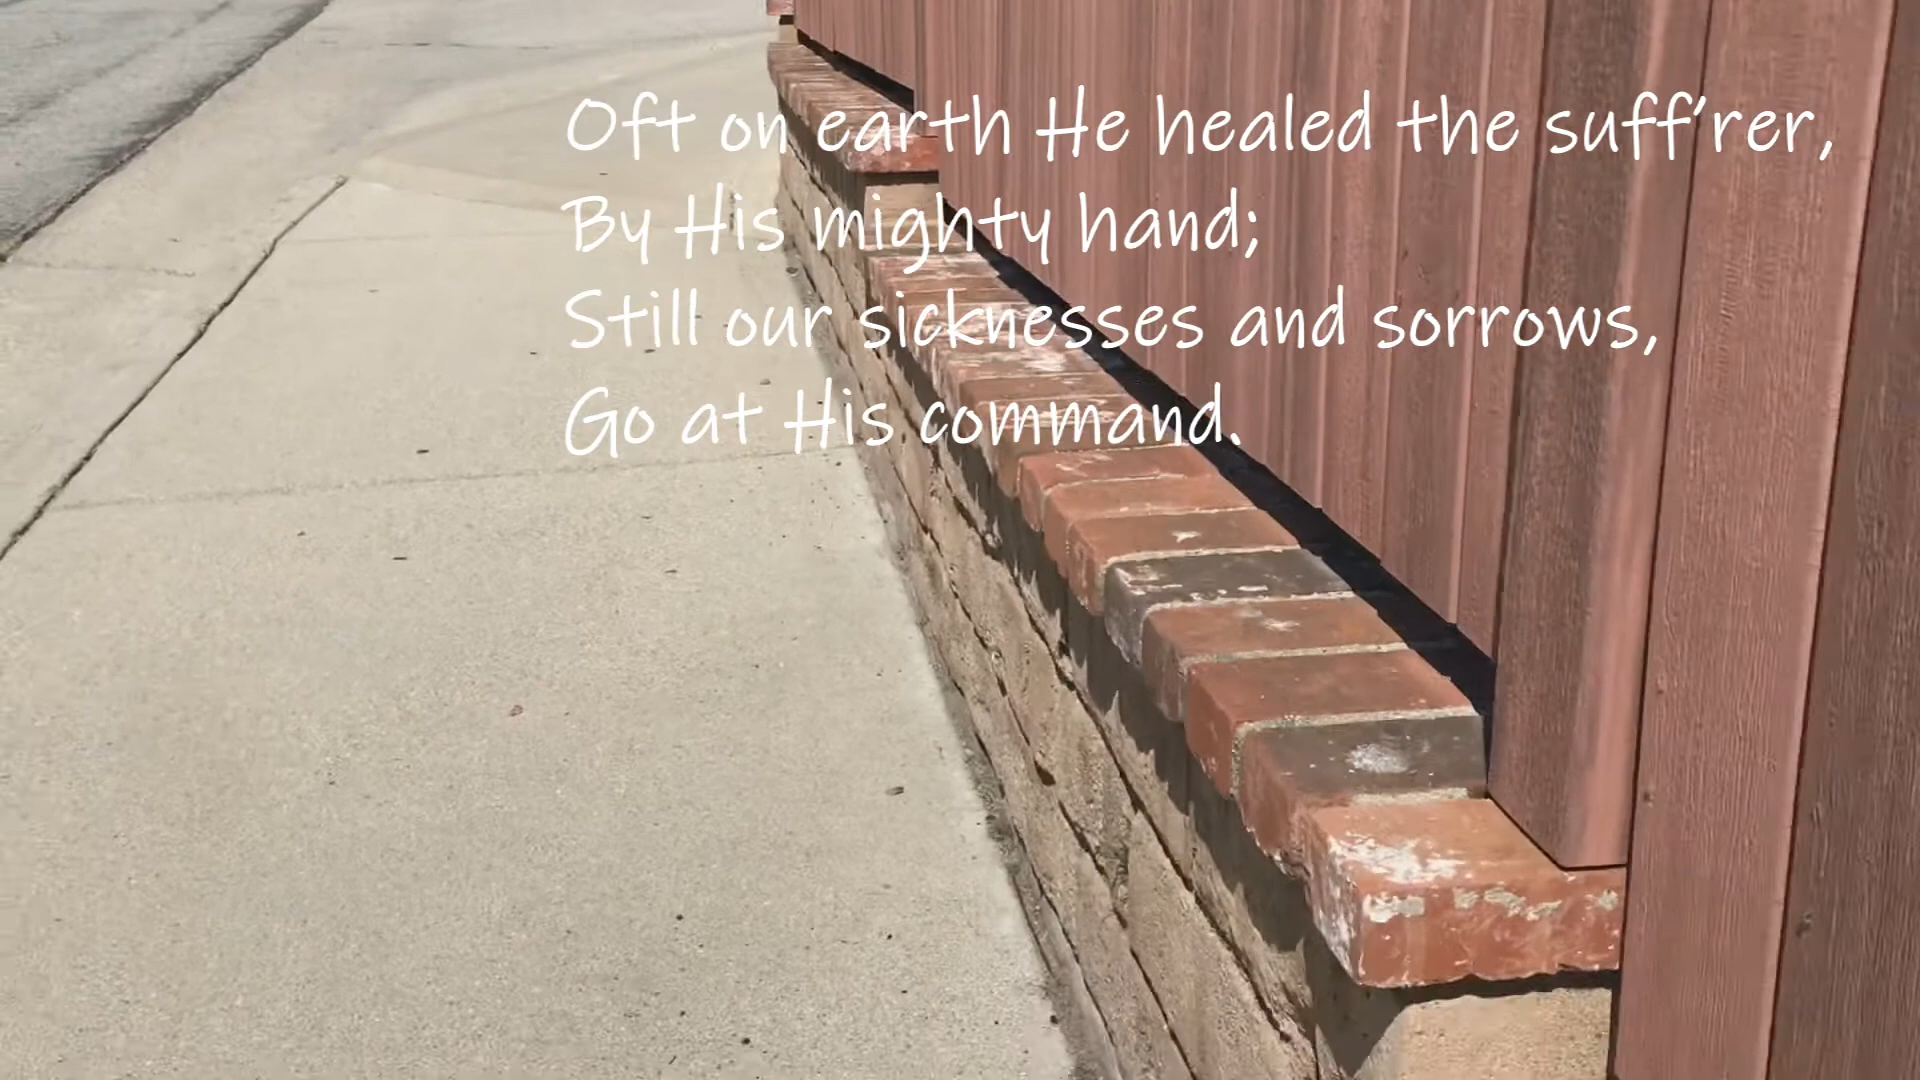 Oft on earth He healed the suff'rer,
By His mighty hand;
Still our sicknesses and sorrows,
Go at His command.